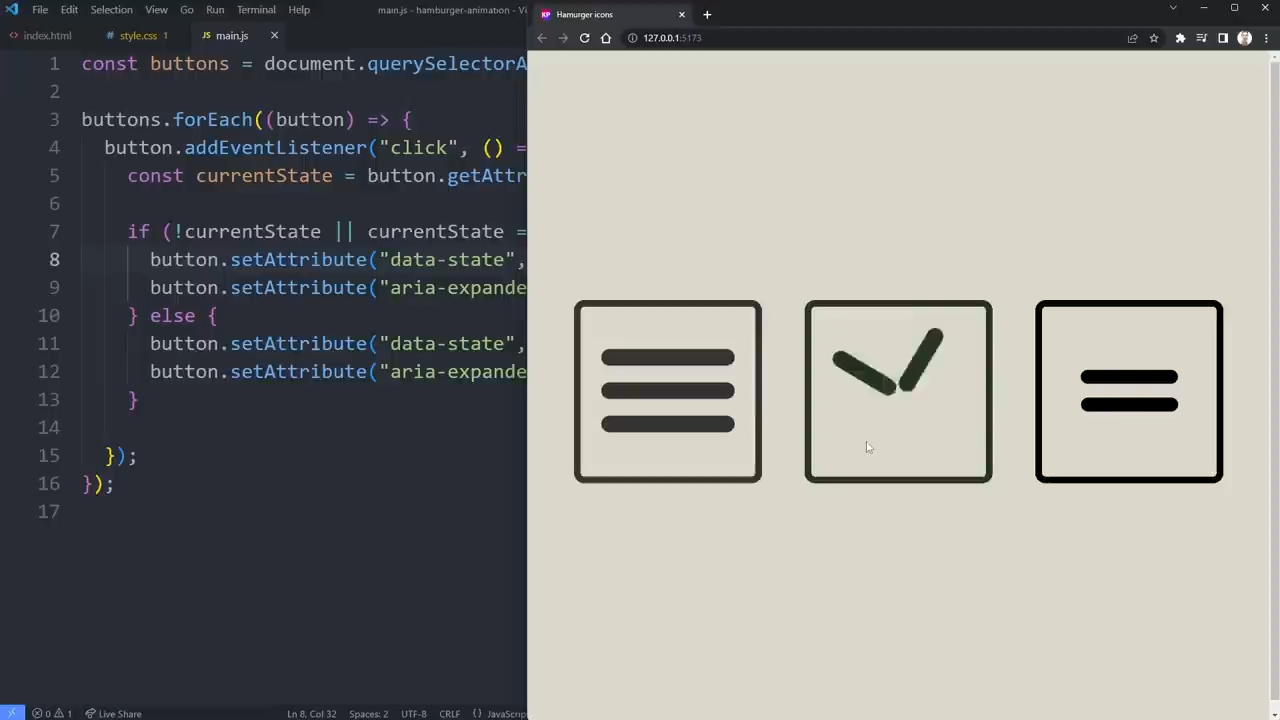 File Edit Selection View Go Run Terminal Help main.js - hamburger-animation - Vi
index.html style.css 1 main.js
1 const buttons = document.querySelectorA
2
3 buttons.forEach((button) => {
4 button.addEventListener("click", () =
5 const currentState = button.getAttr
6
7 if (!currentState || currentState =
8 button.setAttribute("data-state",
9 button.setAttribute("aria-expande
10 } else {
11 button.setAttribute("data-state",
12 button.setAttribute("aria-expande
13 }
14
15 });
16 });
17
0 1 Live Share Ln 8, Col 32 Spaces: 2 UTF-8 CRLF {} JavaScrip
KP Hamurger icons
127.0.0.1:5173